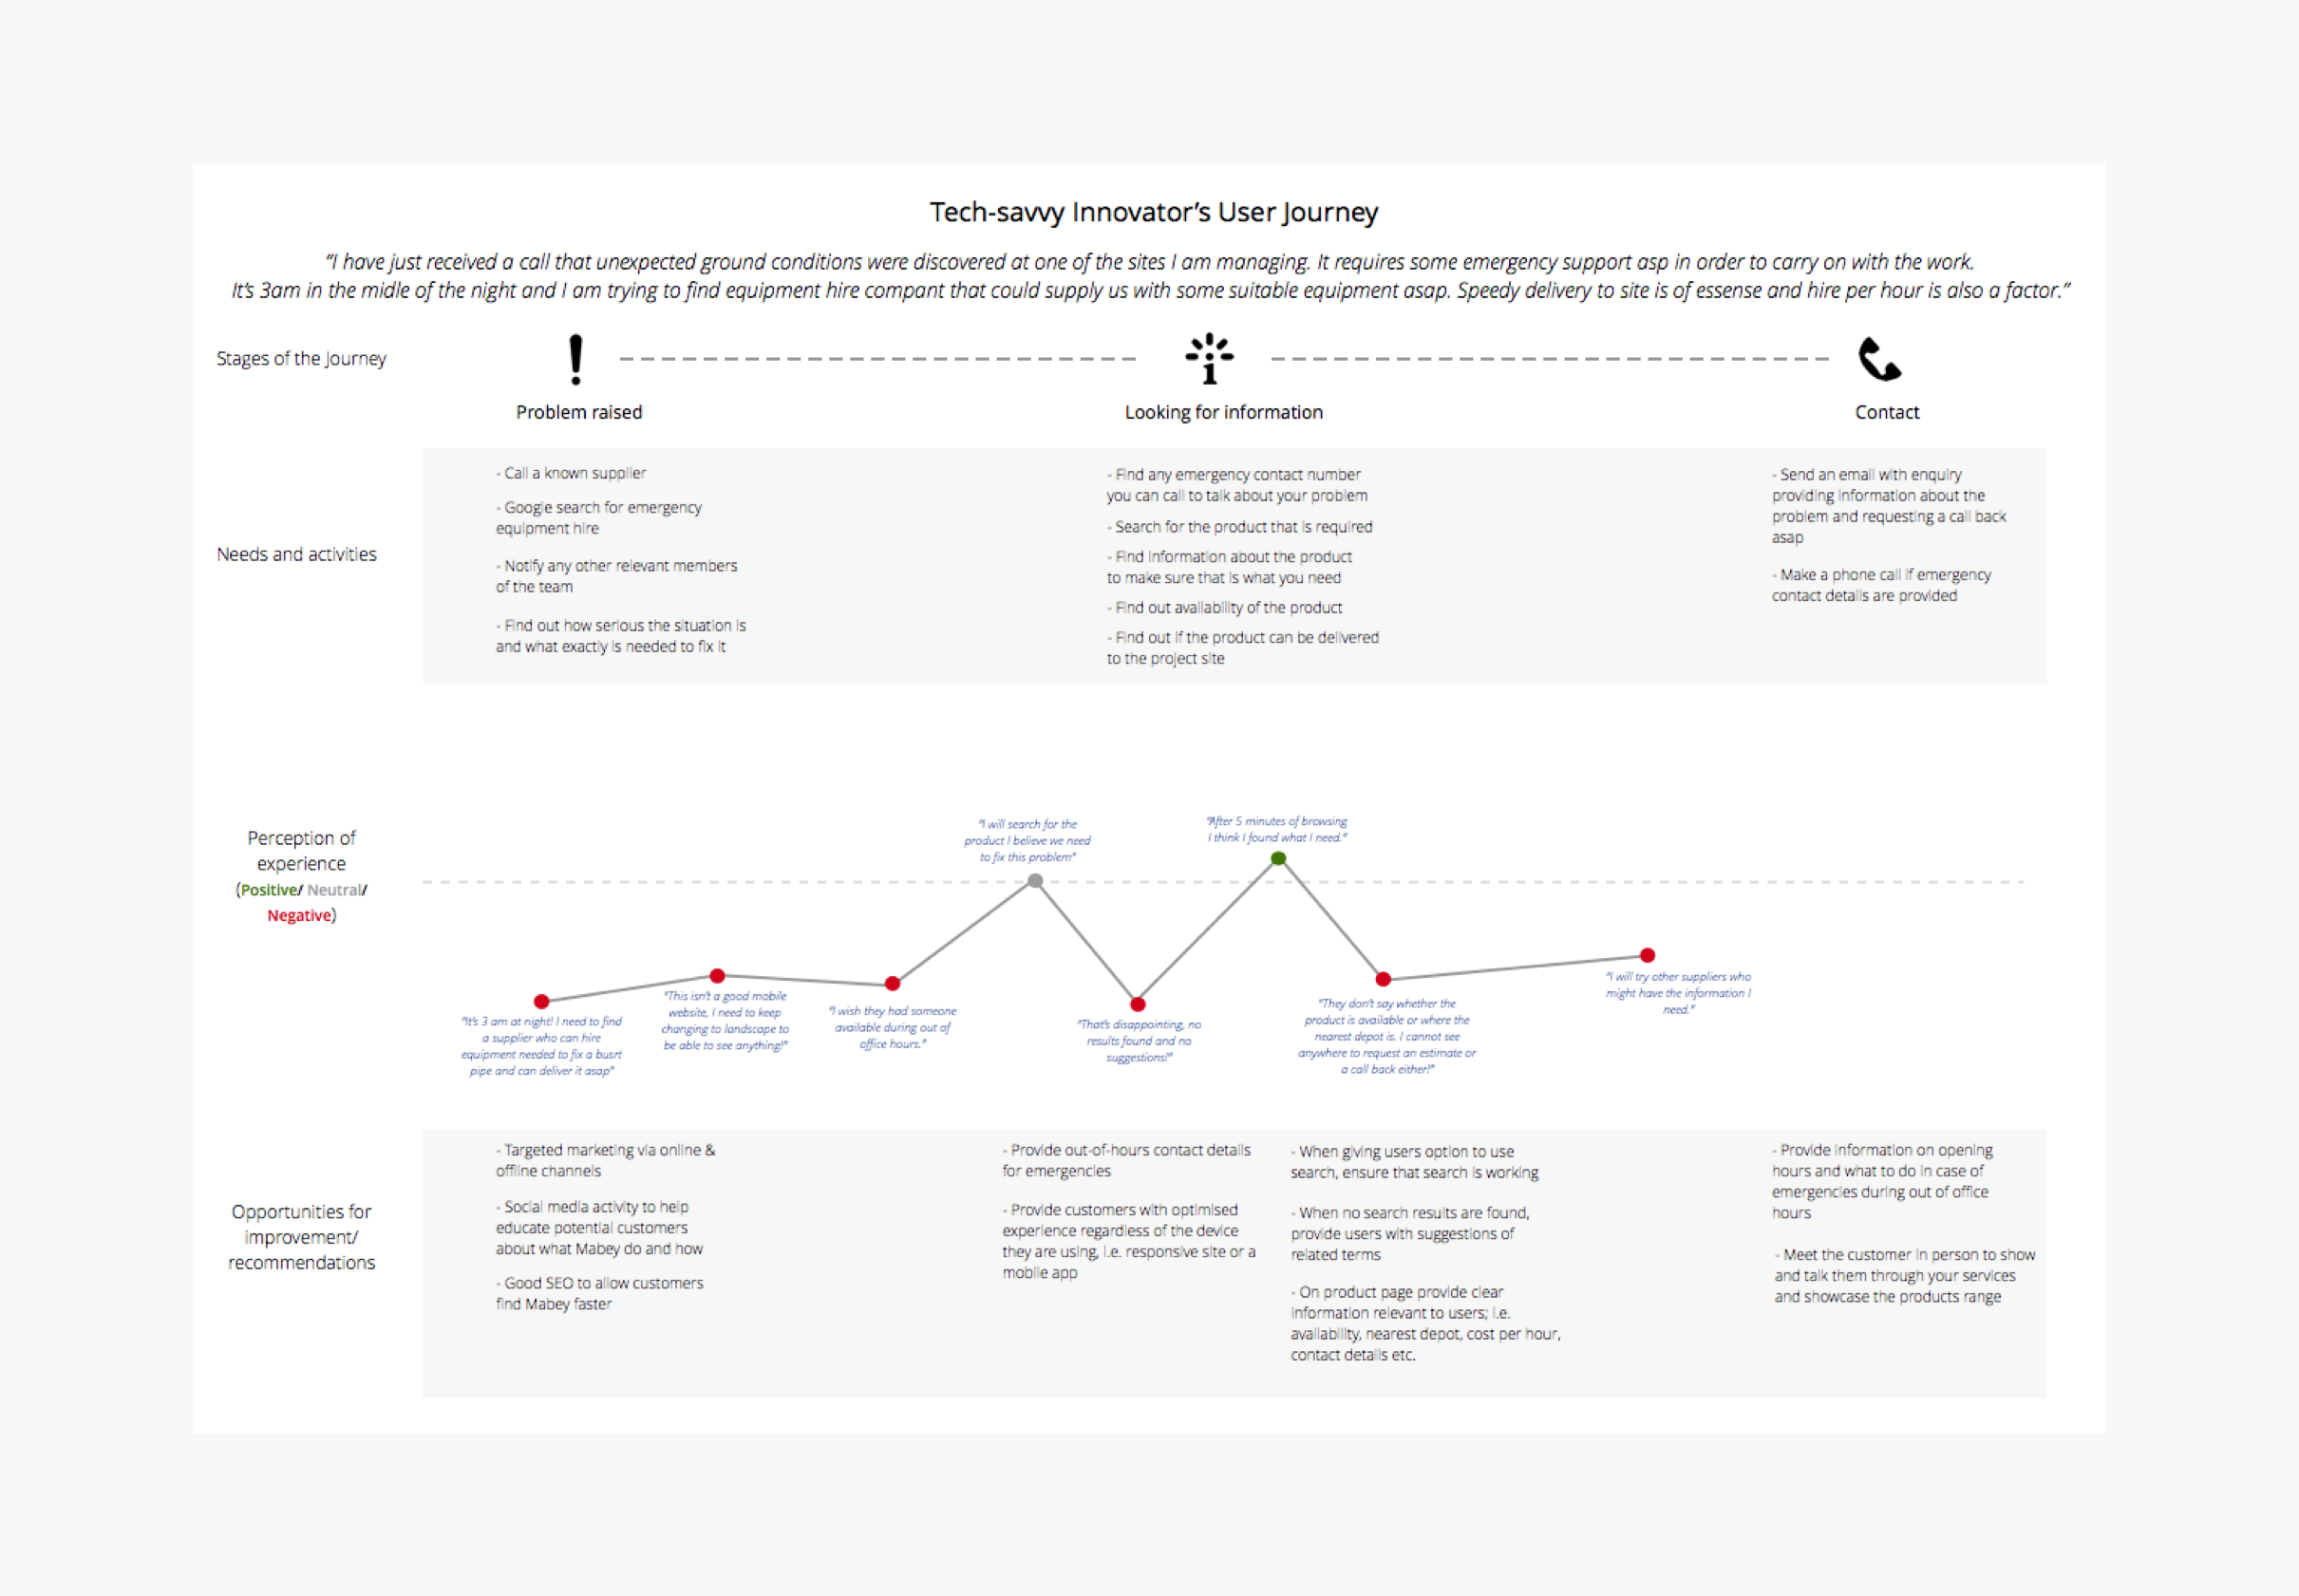 Tech-savvy Innovator's User Journey
"I have just received a call that unexpected ground conditions were discovered at one of the sites I am managing. It requires some emergency support asp in order to carry on with the work.
It's 3am in the midle of the night and I am trying to find equipment hire compant that could supply us with some suitable equipment asap. Speedy delivery to site is of essense and hire per hour is also a factor."
Stages of the Journey
Problem raised
Looking for information
Contact
Needs and activities
- Call a known supplier
- Google search for emergency
equipment hire
- Notify any other relevant members
of the team
- Find out how serious the situation is
and what exactly is needed to fix it
- Find any emergency contact number
you can call to talk about your problem
- Search for the product that is required
- Find information about the product
to make sure that is what you need
- Find out availability of the product
- Find out if the product can be delivered
to the project site
- Send an email with enquiry
providing information about the
problem and requesting a call back
asap
- Make a phone call if emergency
contact details are provided
Perception of
experience
(Positive/ Neutral/
Negative)
"It's 3 am at night! I need to find
a supplier who can hire
equipment needed to fix a busrt
pipe and can deliver it asap"
"This isn't a good mobile
website, I need to keep
changing to landscape to
be able to see anything!"
"I wish they had someone
available during out of
office hours."
"I will search for the
product I believe we need
to fix this problem"
"That's disappointing, no
results found and no
suggestions!"
"After 5 minutes of browsing
I think I found what I need."
"They don't say whether the
product is available or where the
nearest depot is. I cannot see
anywhere to request an estimate or
a call back either!"
"I will try other suppliers who
might have the information I
need."
Opportunities for
improvement/
recommendations
- Targeted marketing via online &
offline channels
- Social media activity to help
educate potential customers
about what Mabey do and how
- Good SEO to allow customers
find Mabey faster
- Provide out-of-hours contact details
for emergencies
- Provide customers with optimised
experience regardless of the device
they are using, i.e. responsive site or a
mobile app
- When giving users option to use
search, ensure that search is working
- When no search results are found,
provide users with suggestions of
related terms
- On product page provide clear
information relevant to users; i.e.
availability, nearest depot, cost per hour,
contact details etc.
- Provide information on opening
hours and what to do in case of
emergencies during out of office
hours
- Meet the customer in person to show
and talk them through your services
and showcase the products range